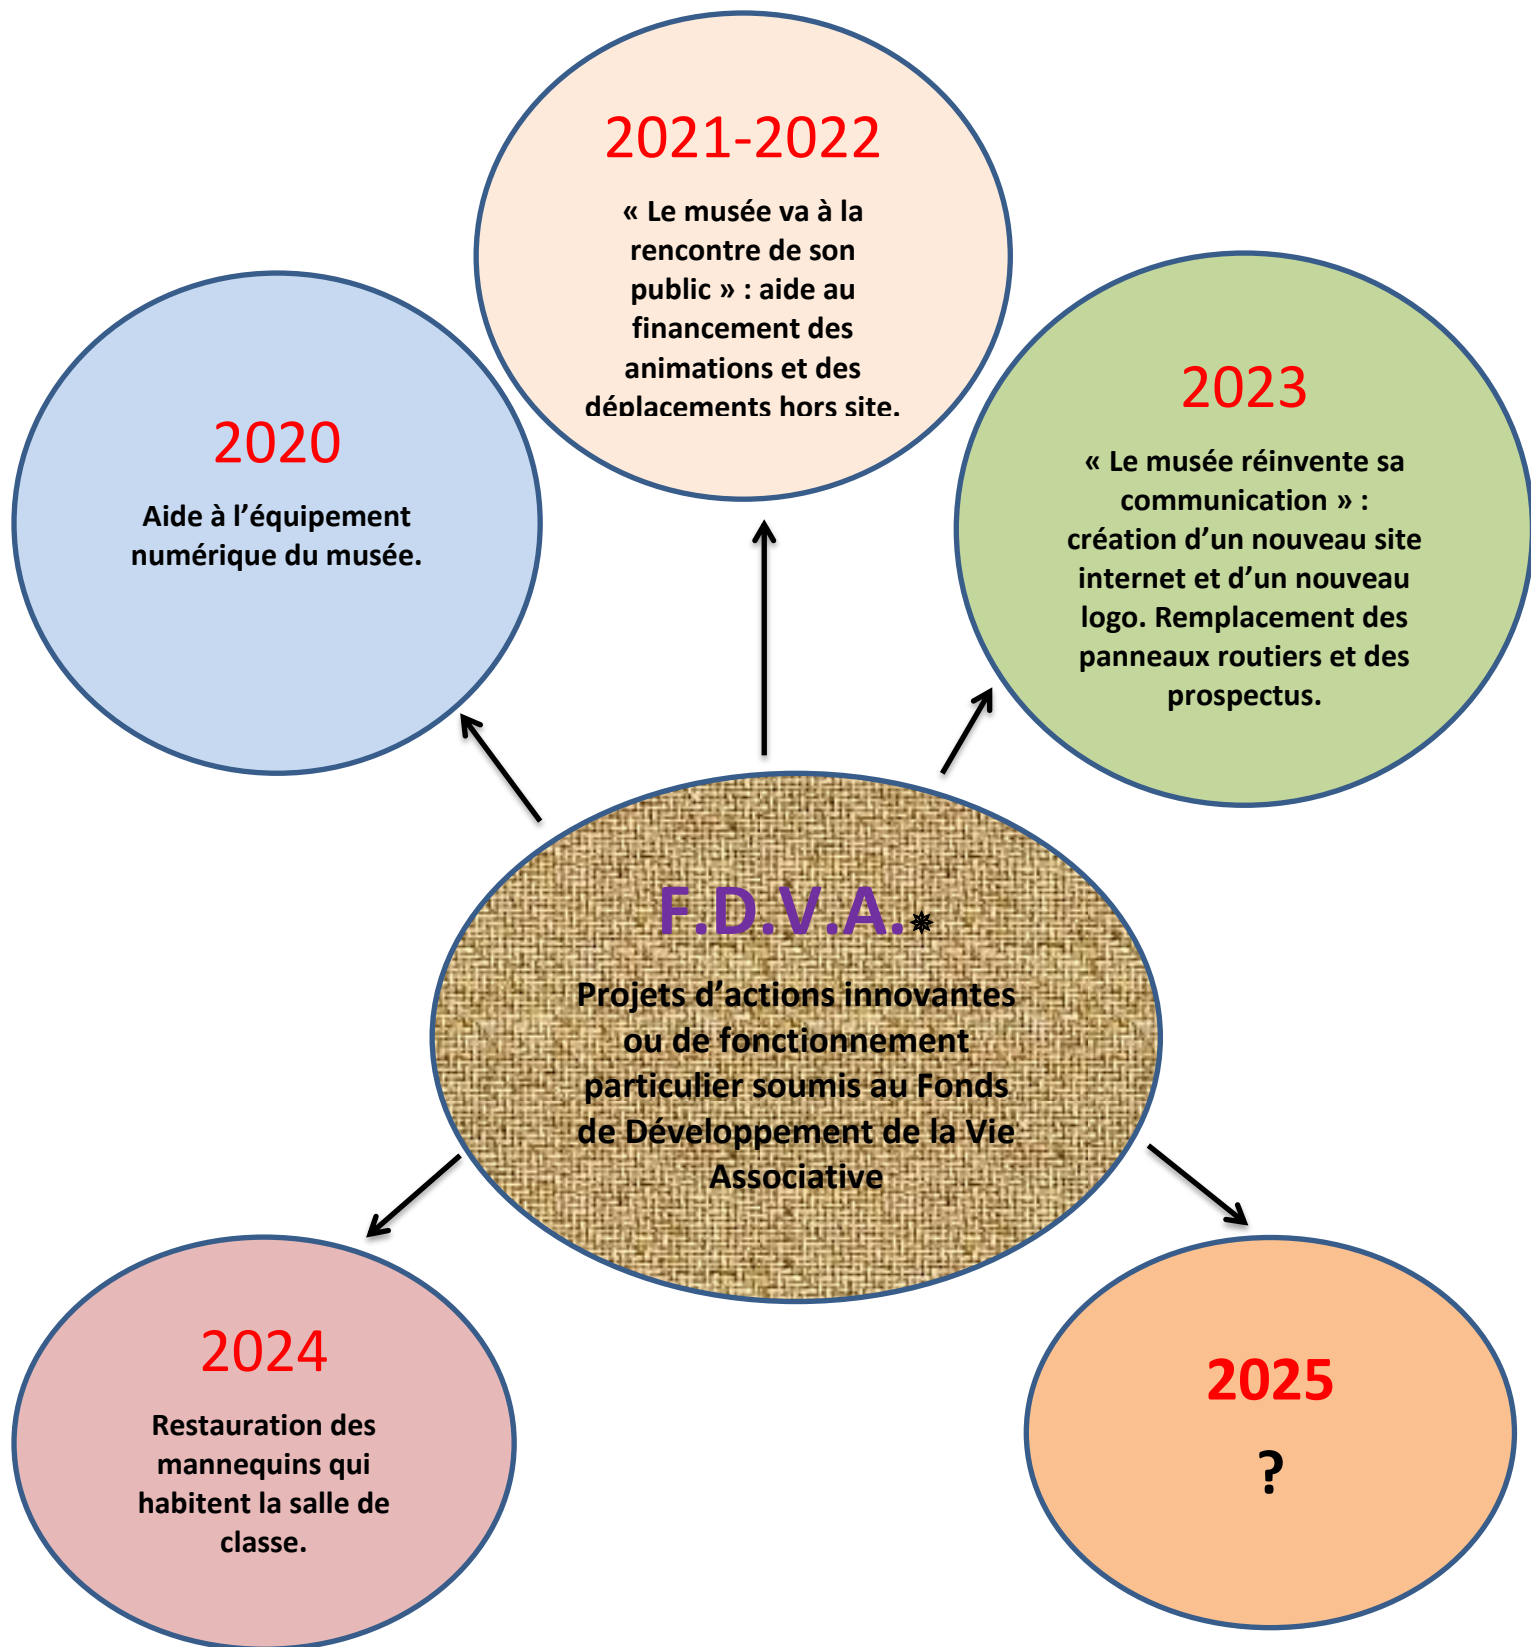 2021-2022
« Le musée va à la
rencontre de son
public » : aide au
financement des
animations et des
déplacements hors site.
2020
Aide à l’équipement
numérique du musée.
2023
« Le musée réinvente sa
communication » :
création d’un nouveau site
internet et d’un nouveau
logo. Remplacement des
panneaux routiers et des
prospectus.
F.D.V.A.✵
Projets d’actions innovantes
ou de fonctionnement
particulier soumis au Fonds
de Développement de la Vie
Associative
2024
Restauration des
mannequins qui
habitent la salle de
classe.
2025
?